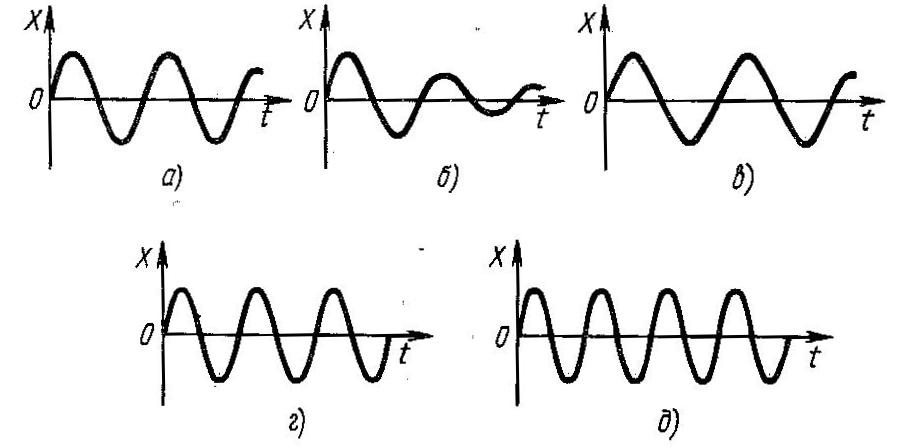 X X X
0 0 0
t t t
а) б) в)
X X
0 0
t t
г) д)